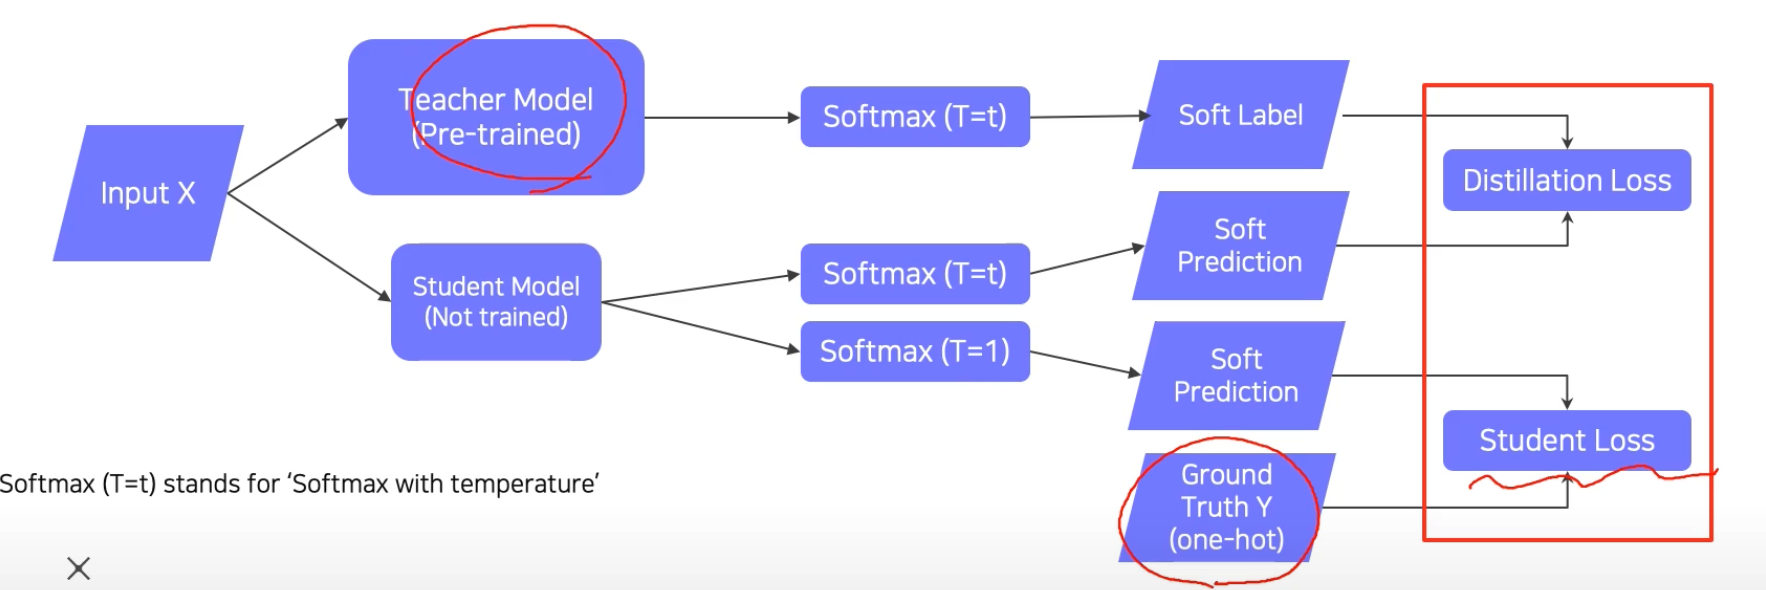 Teacher Model
(Pre-trained)
Softmax (T=t)
Soft Label
Input X
Distillation Loss
Student Model
(Not trained)
Softmax (T=t)
Soft
Prediction
Softmax (T=1)
Soft
Prediction
Student Loss
Ground
Truth Y
(one-hot)
Softmax (T=t) stands for ‘Softmax with temperature’